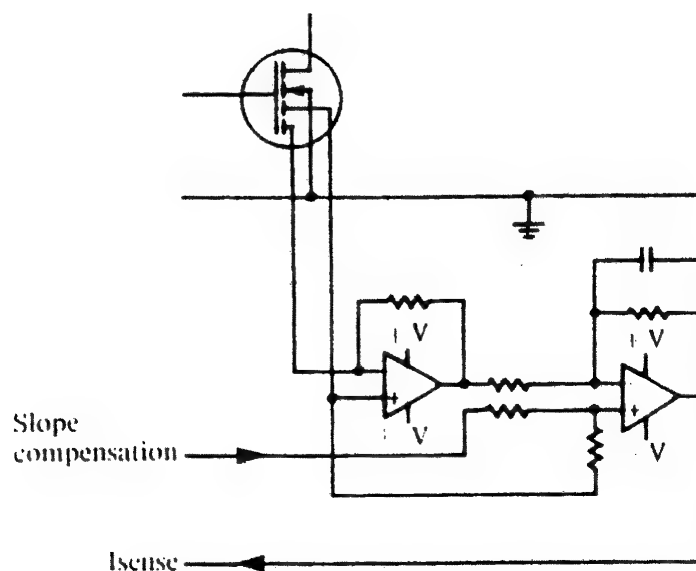 + V
+ V
+
+
V
V
Slope
compensation
Isense